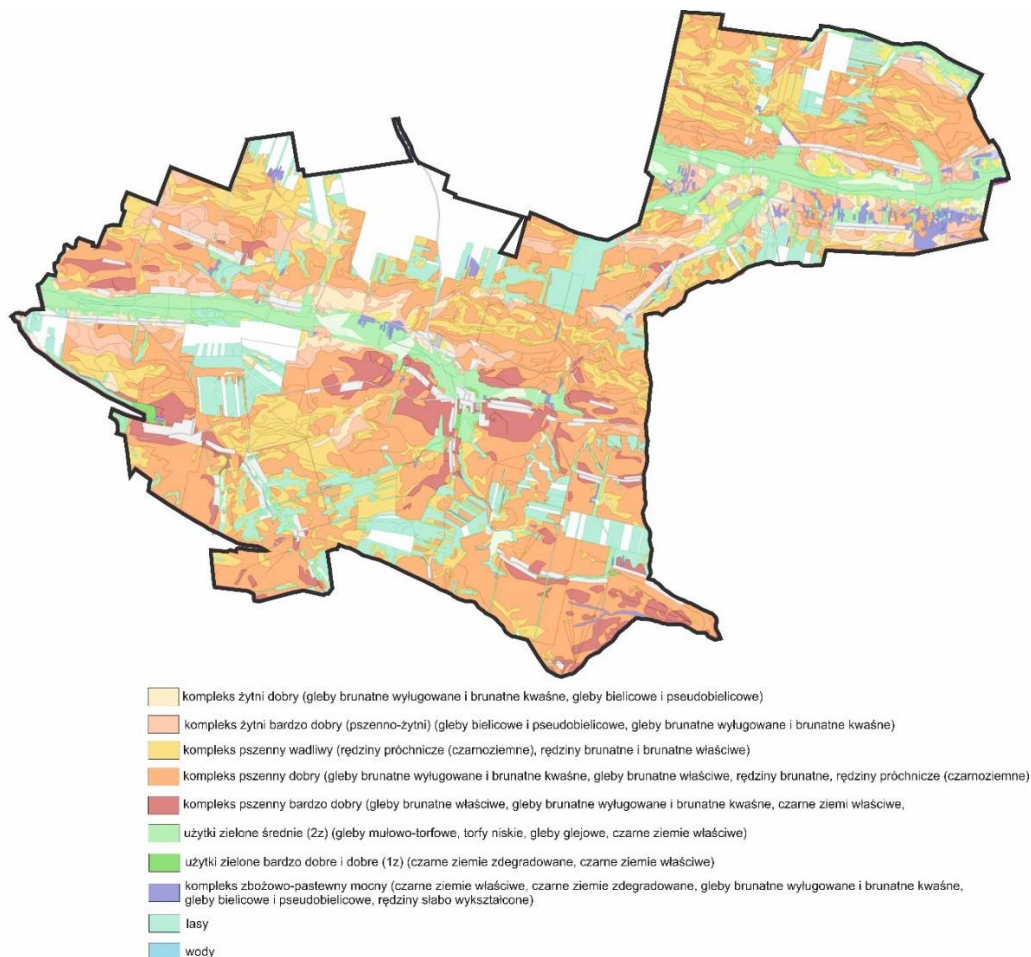 kompleks żytni dobry (gleby brunatne wyługowane i brunatne kwaśne, gleby bielicowe i pseudobielicowe)
kompleks żytni bardzo dobry (pszenno-żytni) (gleby bielicowe i pseudobielicowe, gleby brunatne wyługowane i brunatne kwaśne)
kompleks pszenny wadliwy (rędziny próchnicze (czarnoziemne), rędziny brunatne i brunatne właściwe)
kompleks pszenny dobry (gleby brunatne wyługowane i brunatne kwaśne, gleby brunatne właściwe, rędziny brunatne, rędziny próchnicze (czarnoziemne)
kompleks pszenny bardzo dobry (gleby brunatne właściwe, gleby brunatne wyługowane i brunatne kwaśne, czarne ziemi właściwe,
użytki zielone średnie (2z) (gleby mułowo-torfowe, torfy niskie, gleby glejowe, czarne ziemie właściwe)
użytki zielone bardzo dobre i dobre (1z) (czarne ziemie zdegradowane, czarne ziemie właściwe)
kompleks zbożowo-pastewny mocny (czarne ziemie właściwe, czarne ziemie zdegradowane, gleby brunatne wyługowane i brunatne kwaśne,
gleby bielicowe i pseudobielicowe, rędziny słabo wykształcone)
lasy
wody